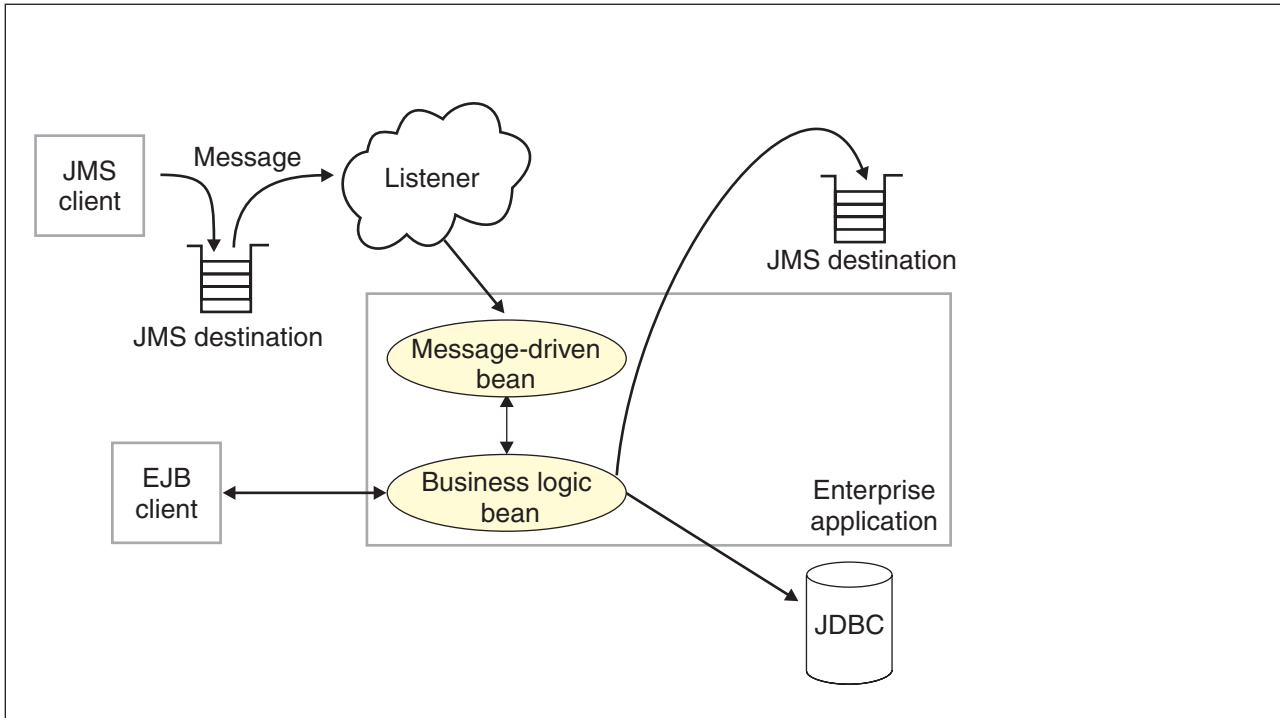 JMS
client
Message
Listener
JMS destination
JMS destination
Message-driven
bean
EJB
client
Business logic
bean
Enterprise
application
JDBC